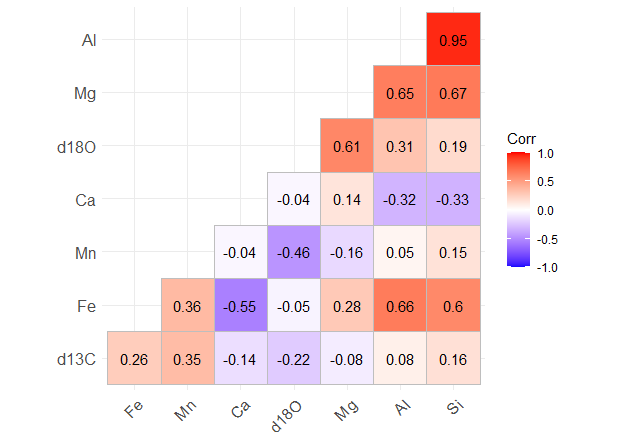 Al 0.95
Mg 0.65 0.67
d18O 0.61 0.31 0.19
Ca -0.04 0.14 -0.32 -0.33
Mn -0.04 -0.46 -0.16 0.05 0.15
Fe 0.36 -0.55 -0.05 0.28 0.66 0.6
d13C 0.26 0.35 -0.14 -0.22 -0.08 0.08 0.16
Fe Mn Ca d18O Mg Al Si
Corr
1.0
0.5
0.0
-0.5
-1.0